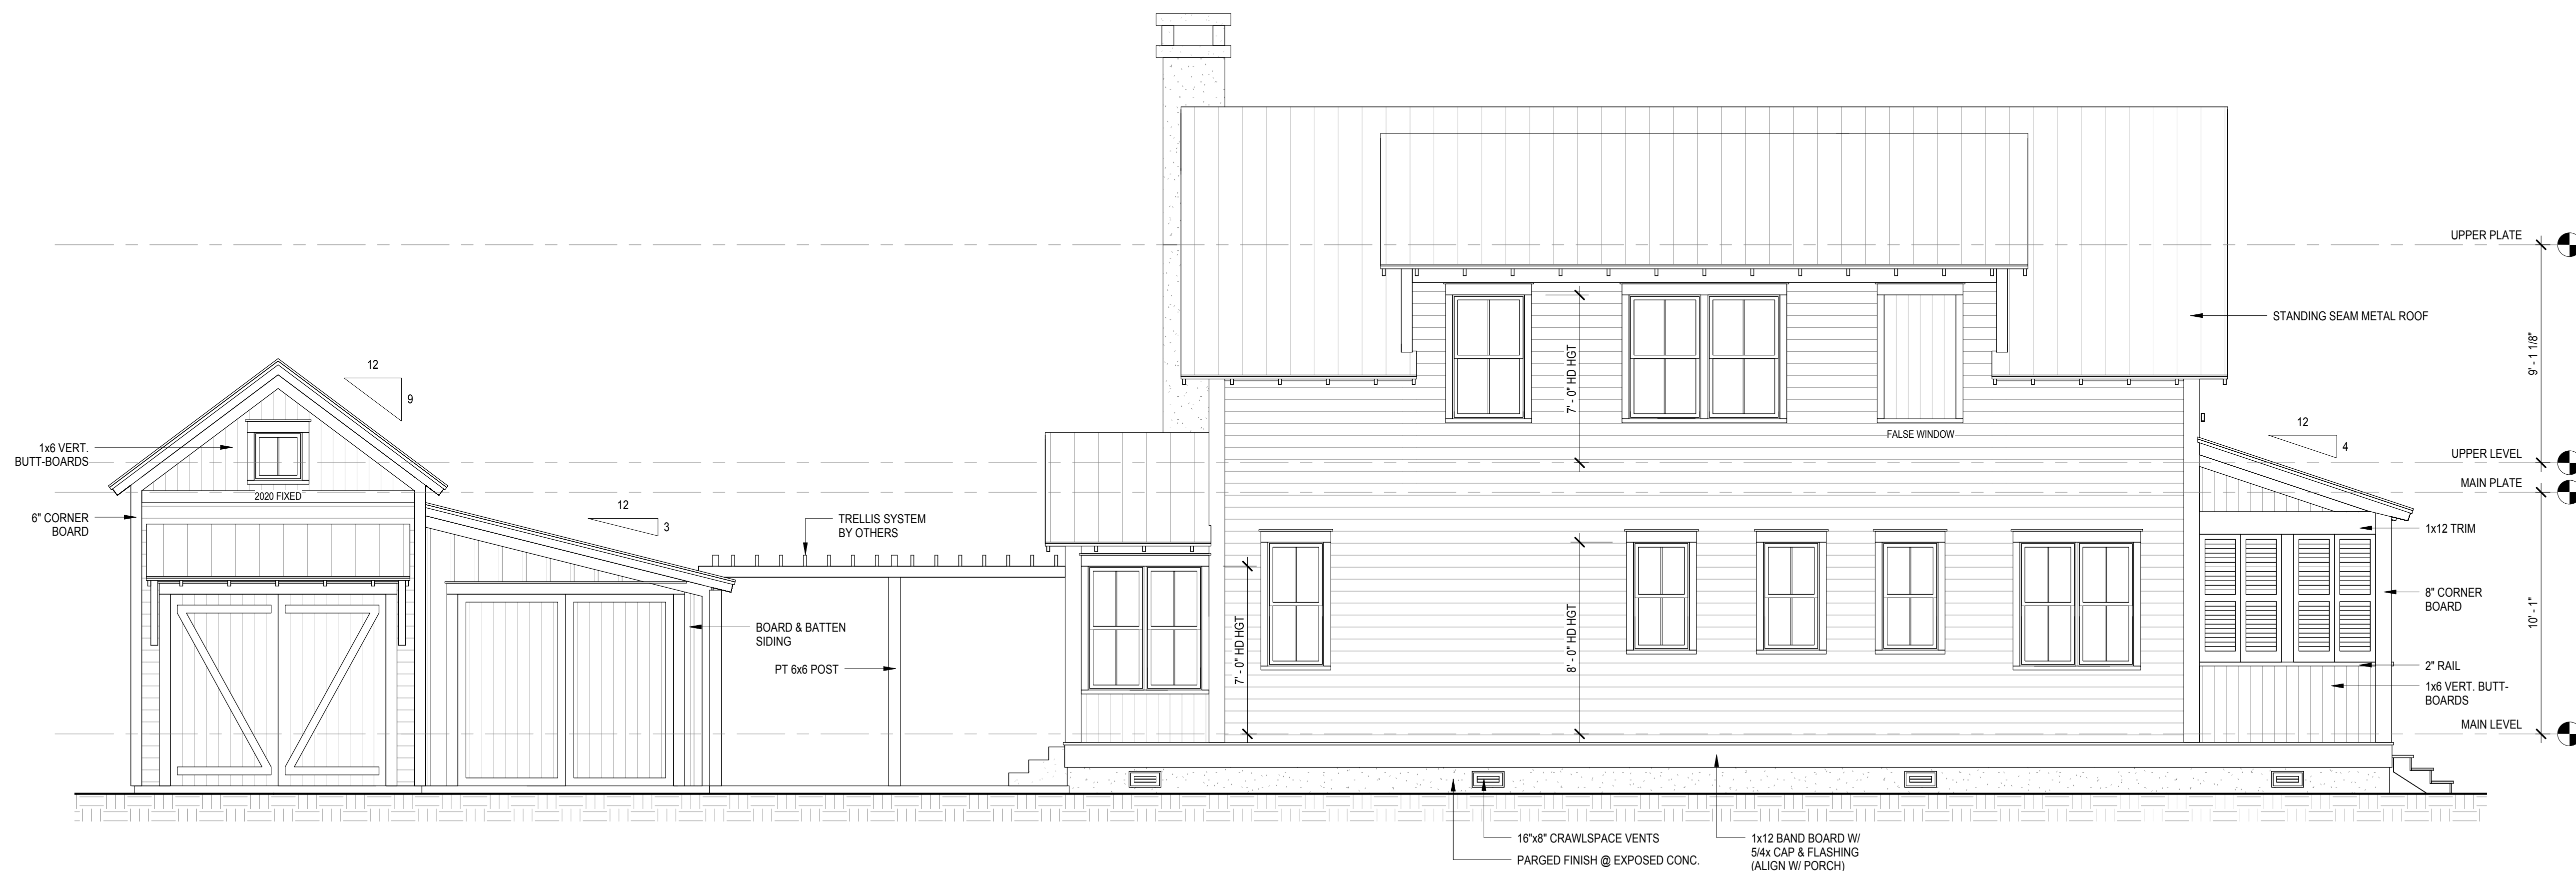 UPPER PLATE
STANDING SEAM METAL ROOF
9' - 1 1/8"
12
9
7' - 0" HD HGT
12
4
FALSE WINDOW
1x6 VERT.
BUTT-BOARDS
UPPER LEVEL
MAIN PLATE
2020 FIXED
6" CORNER
BOARD
12
3
TRELLIS SYSTEM
BY OTHERS
1x12 TRIM
8" CORNER
BOARD
10' - 1"
BOARD & BATTEN
SIDING
7' - 0" HD HGT
8' - 0" HD HGT
PT 6x6 POST
2" RAIL
1x6 VERT. BUTT-
BOARDS
MAIN LEVEL
16"x8" CRAWLSPACE VENTS
PARGED FINISH @ EXPOSED CONC.
1x12 BAND BOARD W/
5/4x CAP & FLASHING
(ALIGN W/ PORCH)